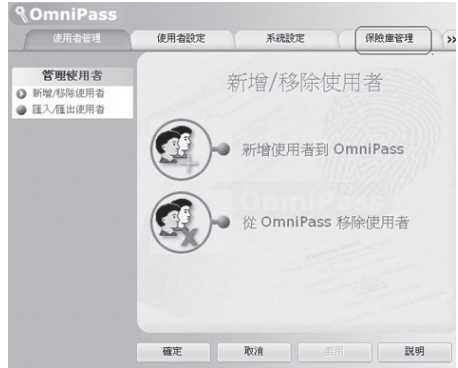 OmniPass
使用者管理 使用者設定 系統設定 保險庫管理 >>
管理使用者
新增/移除使用者
匯入/匯出使用者
新增/移除使用者
新增使用者到 OmniPass
從 OmniPass 移除使用者
OmniPass
確定 取消 套用 說明